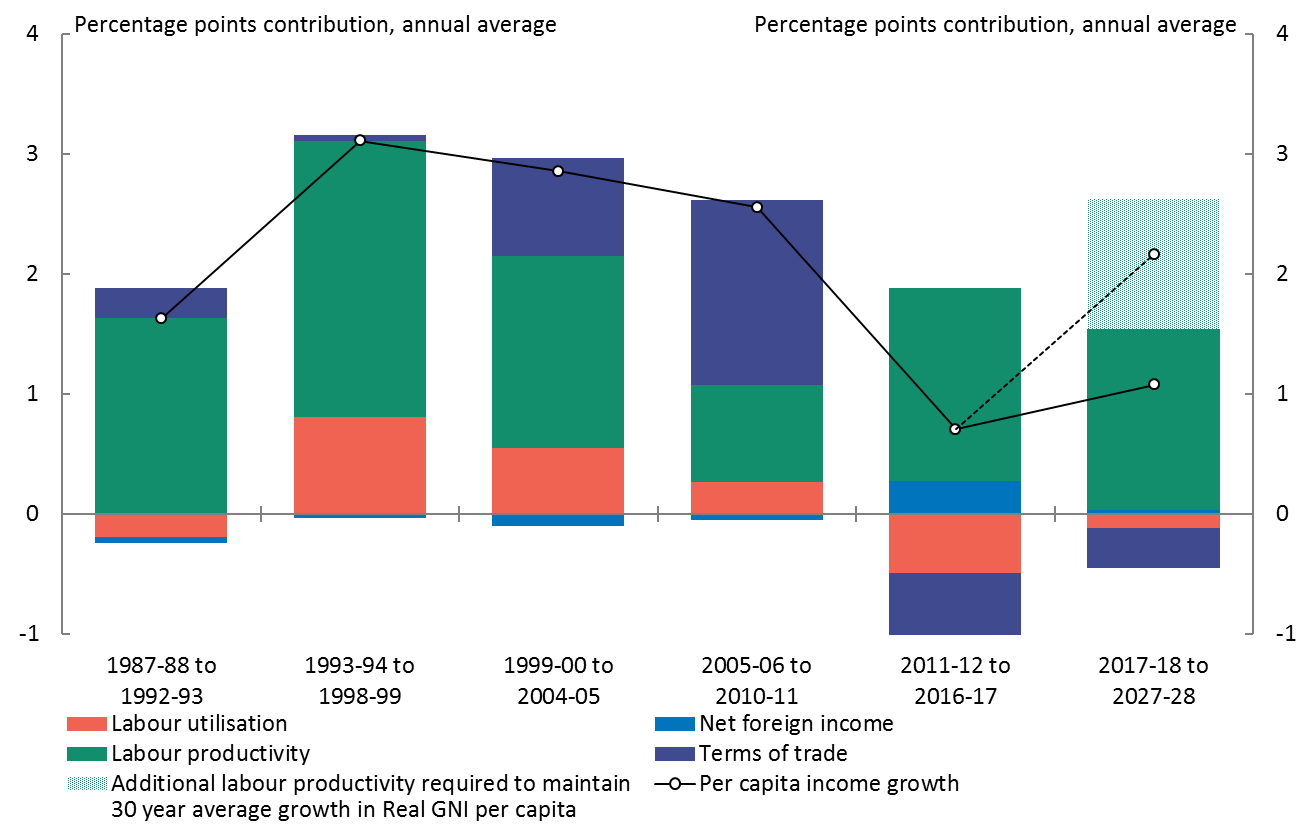 Percentage points contribution, annual average
Percentage points contribution, annual average
4
4
3
3
2
2
1
1
0
0
-1
-1
1987-88 to
1992-93
1993-94 to
1998-99
1999-00 to
2004-05
2005-06 to
2010-11
2011-12 to
2016-17
2017-18 to
2027-28
Labour utilisation
Net foreign income
Labour productivity
Terms of trade
Additional labour productivity required to maintain
30 year average growth in Real GNI per capita
Per capita income growth